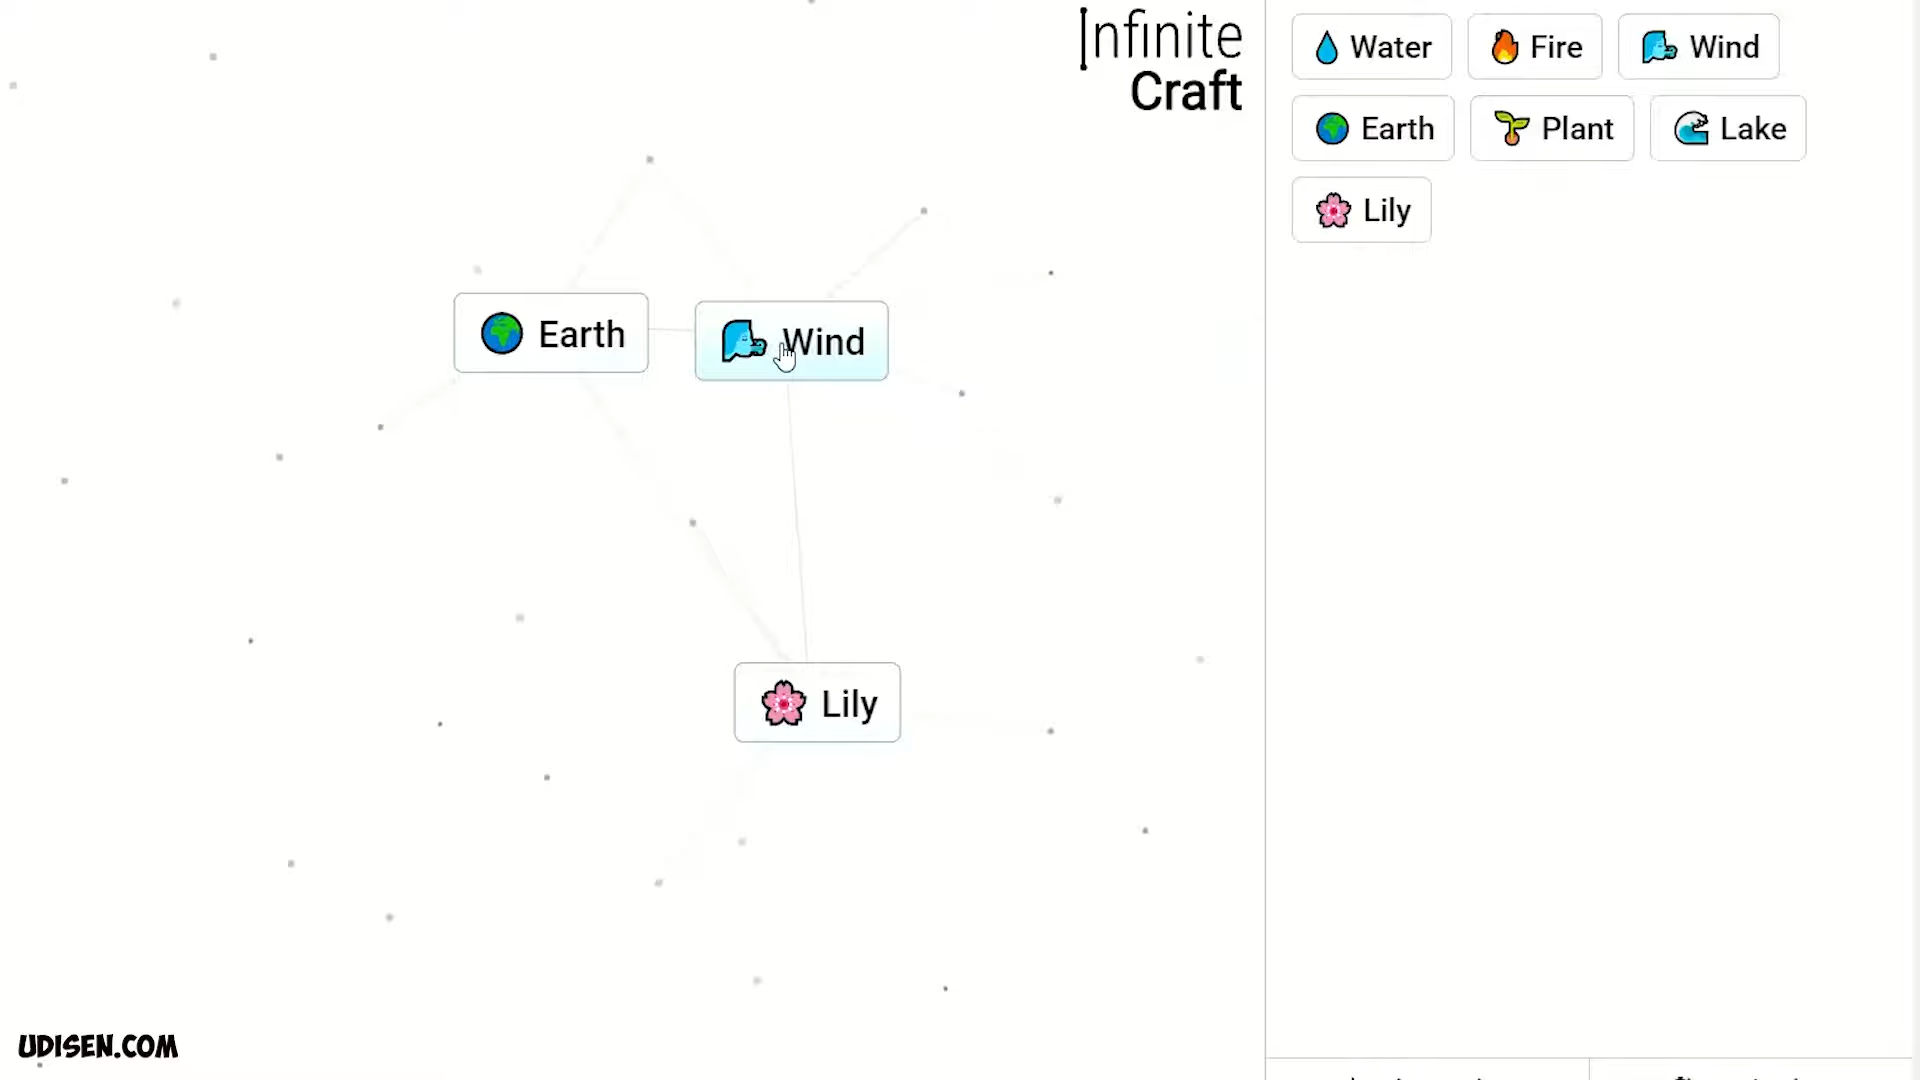 Infinite
Craft
Water
Fire
Wind
Earth
Plant
Lake
Lily
Earth
Wind
Lily
UDISEN.COM